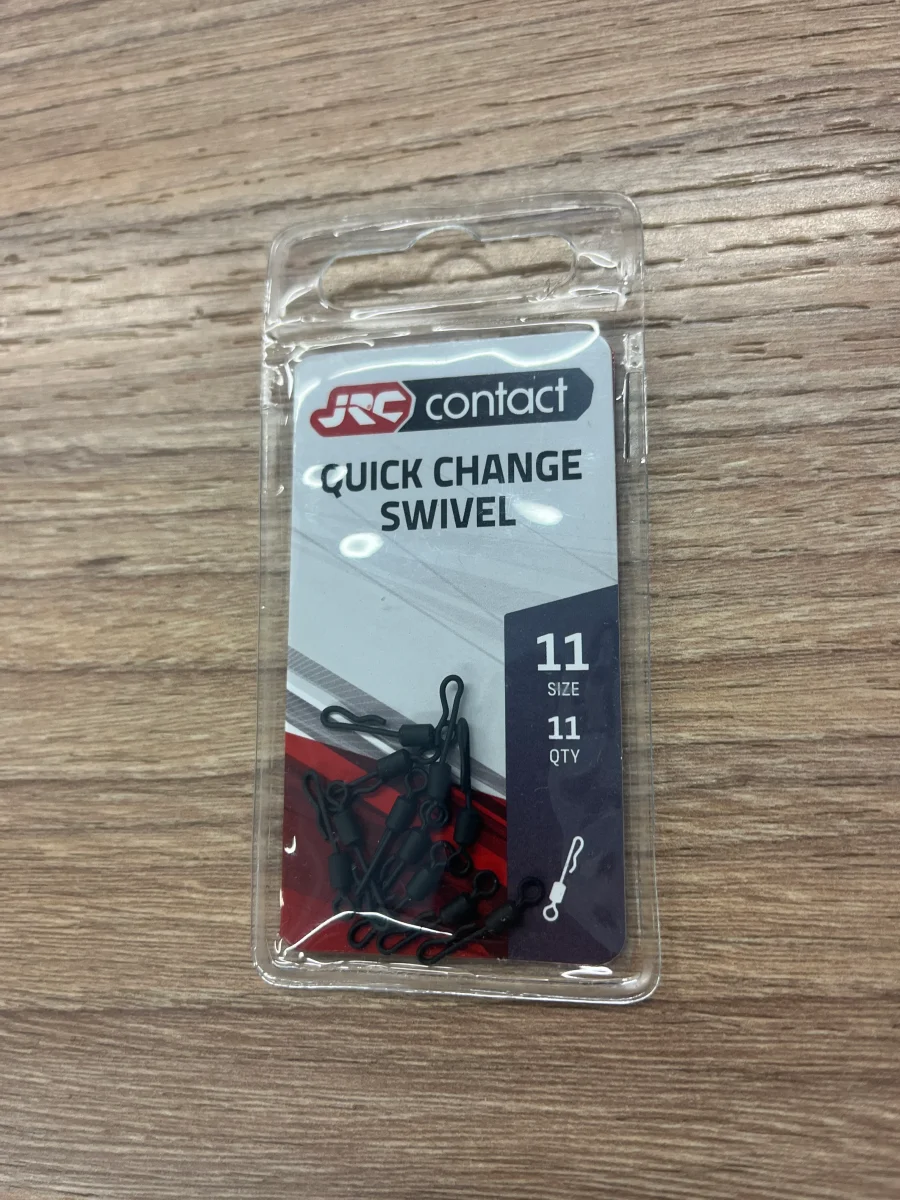 JRC contact
QUICK CHANGE
SWIVEL
11
SIZE
11
QTY